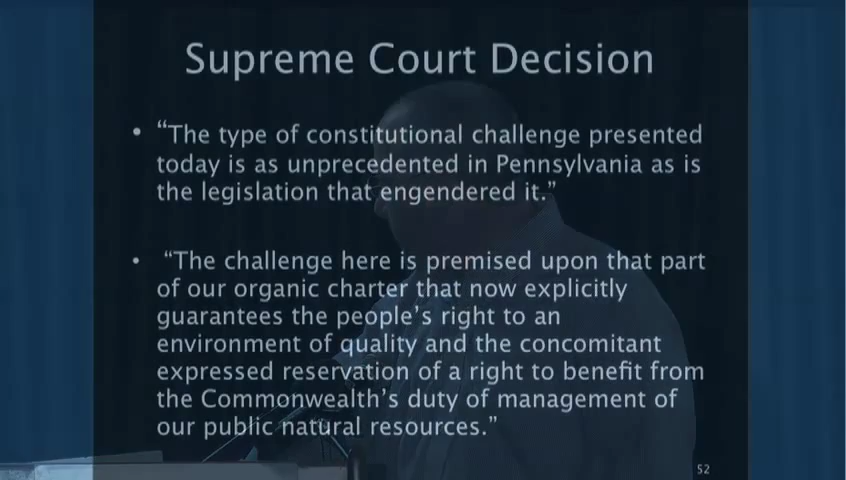 Supreme Court Decision
• “The type of constitutional challenge presented
today is as unprecedented in Pennsylvania as is
the legislation that engendered it.”
• “The challenge here is premised upon that part
of our organic charter that now explicitly
guarantees the people’s right to an
environment of quality and the concomitant
expressed reservation of a right to benefit from
the Commonwealth’s duty of management of
our public natural resources.”
52